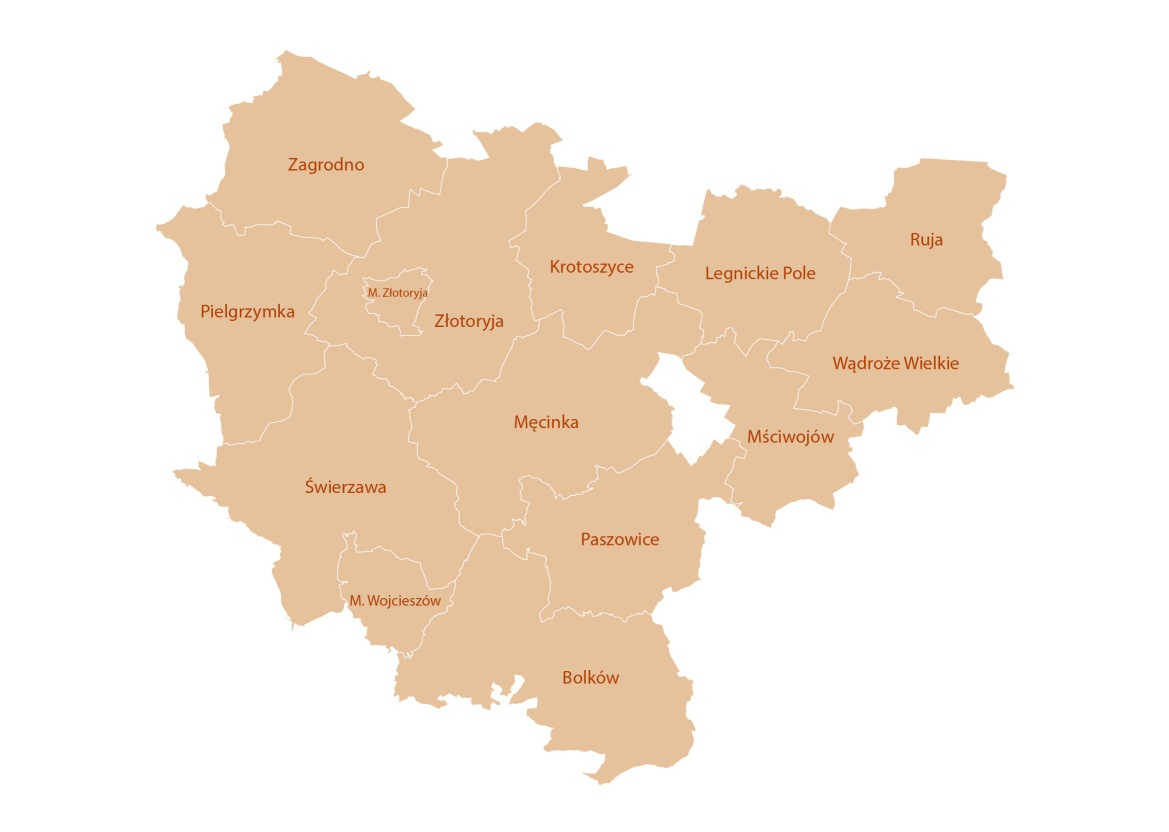 Zagrodno
Ruja
Krotoszyce
Legnickie Pole
M. Złotoryja
Pielgrzymka
Złotoryja
Wądroże Wielkie
Męcinka
Mściwojów
Świerzawa
Paszowice
M. Wojcieszów
Bolków